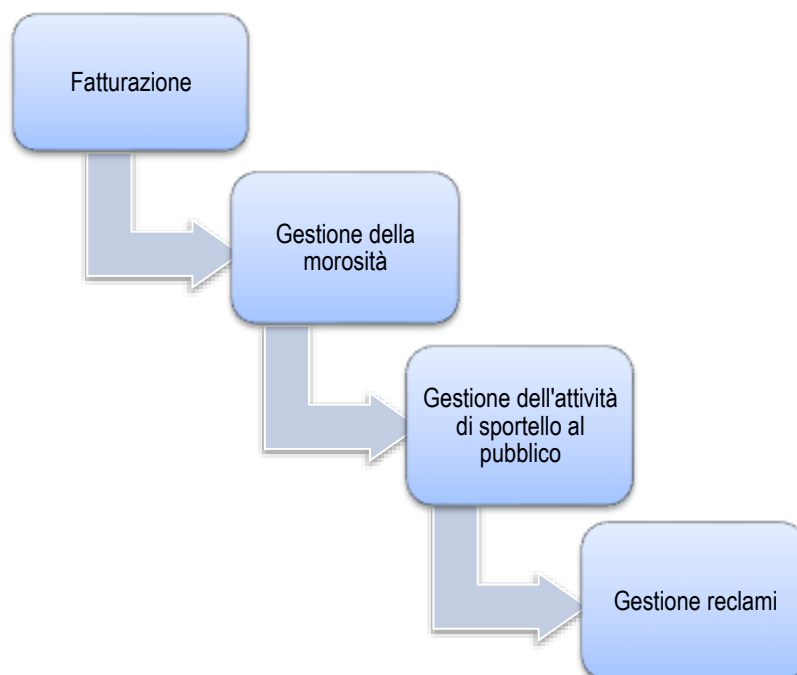 Fatturazione
Gestione della
morosità
Gestione dell'attività
di sportello al
pubblico
Gestione reclami